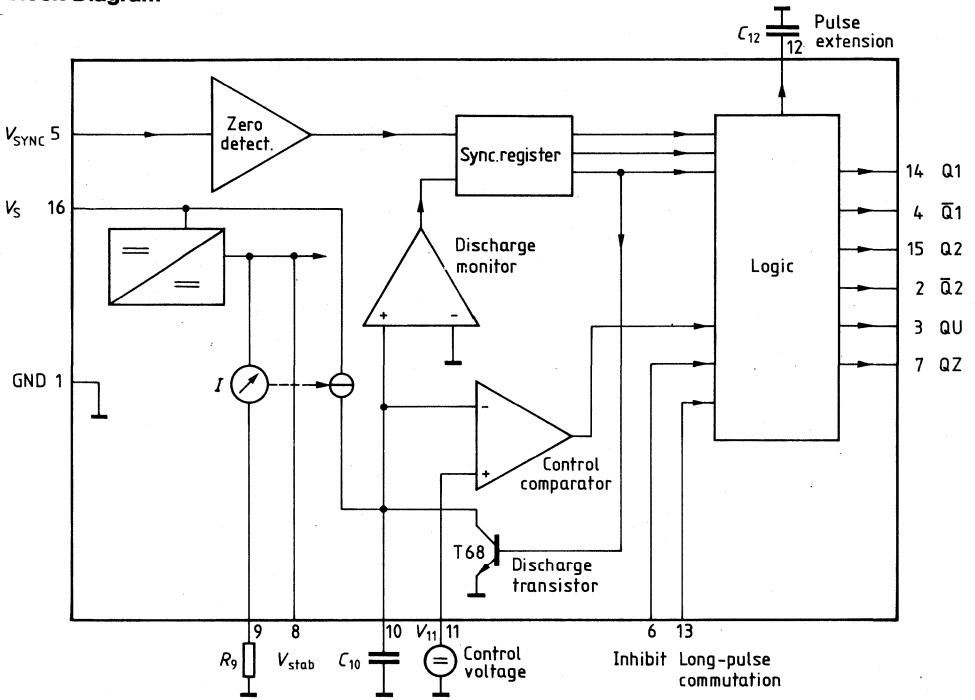 C12
12
Pulse
extension
VSYNC 5
Zero
detect.
Sync.register
14 Q1
VS 16
4 Q̅1
Discharge
monitor
15 Q2
Logic
2 Q̅2
+ -
3 QU
7 QZ
GND 1
I
-
+
Control
comparator
T68
Discharge
transistor
9 8 10 V11 11 6 13
R9 Vstab C10 Control
voltage
Inhibit Long-pulse
commutation